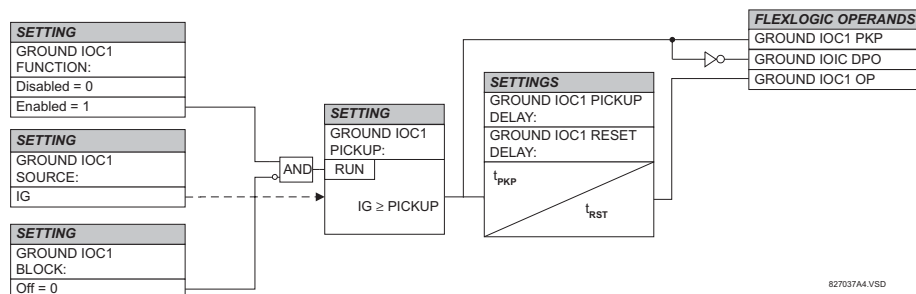 SETTING
GROUND IOC1
FUNCTION:
Disabled = 0
Enabled = 1
SETTING
GROUND IOC1
SOURCE:
IG
SETTING
GROUND IOC1
BLOCK:
Off = 0
AND
SETTING
GROUND IOC1
PICKUP:
RUN
IG ≥ PICKUP
SETTINGS
GROUND IOC1 PICKUP
DELAY:
GROUND IOC1 RESET
DELAY:
tPKP
tRST
FLEXLOGIC OPERANDS
GROUND IOC1 PKP
GROUND IOIC DPO
GROUND IOC1 OP
827037A4.VSD